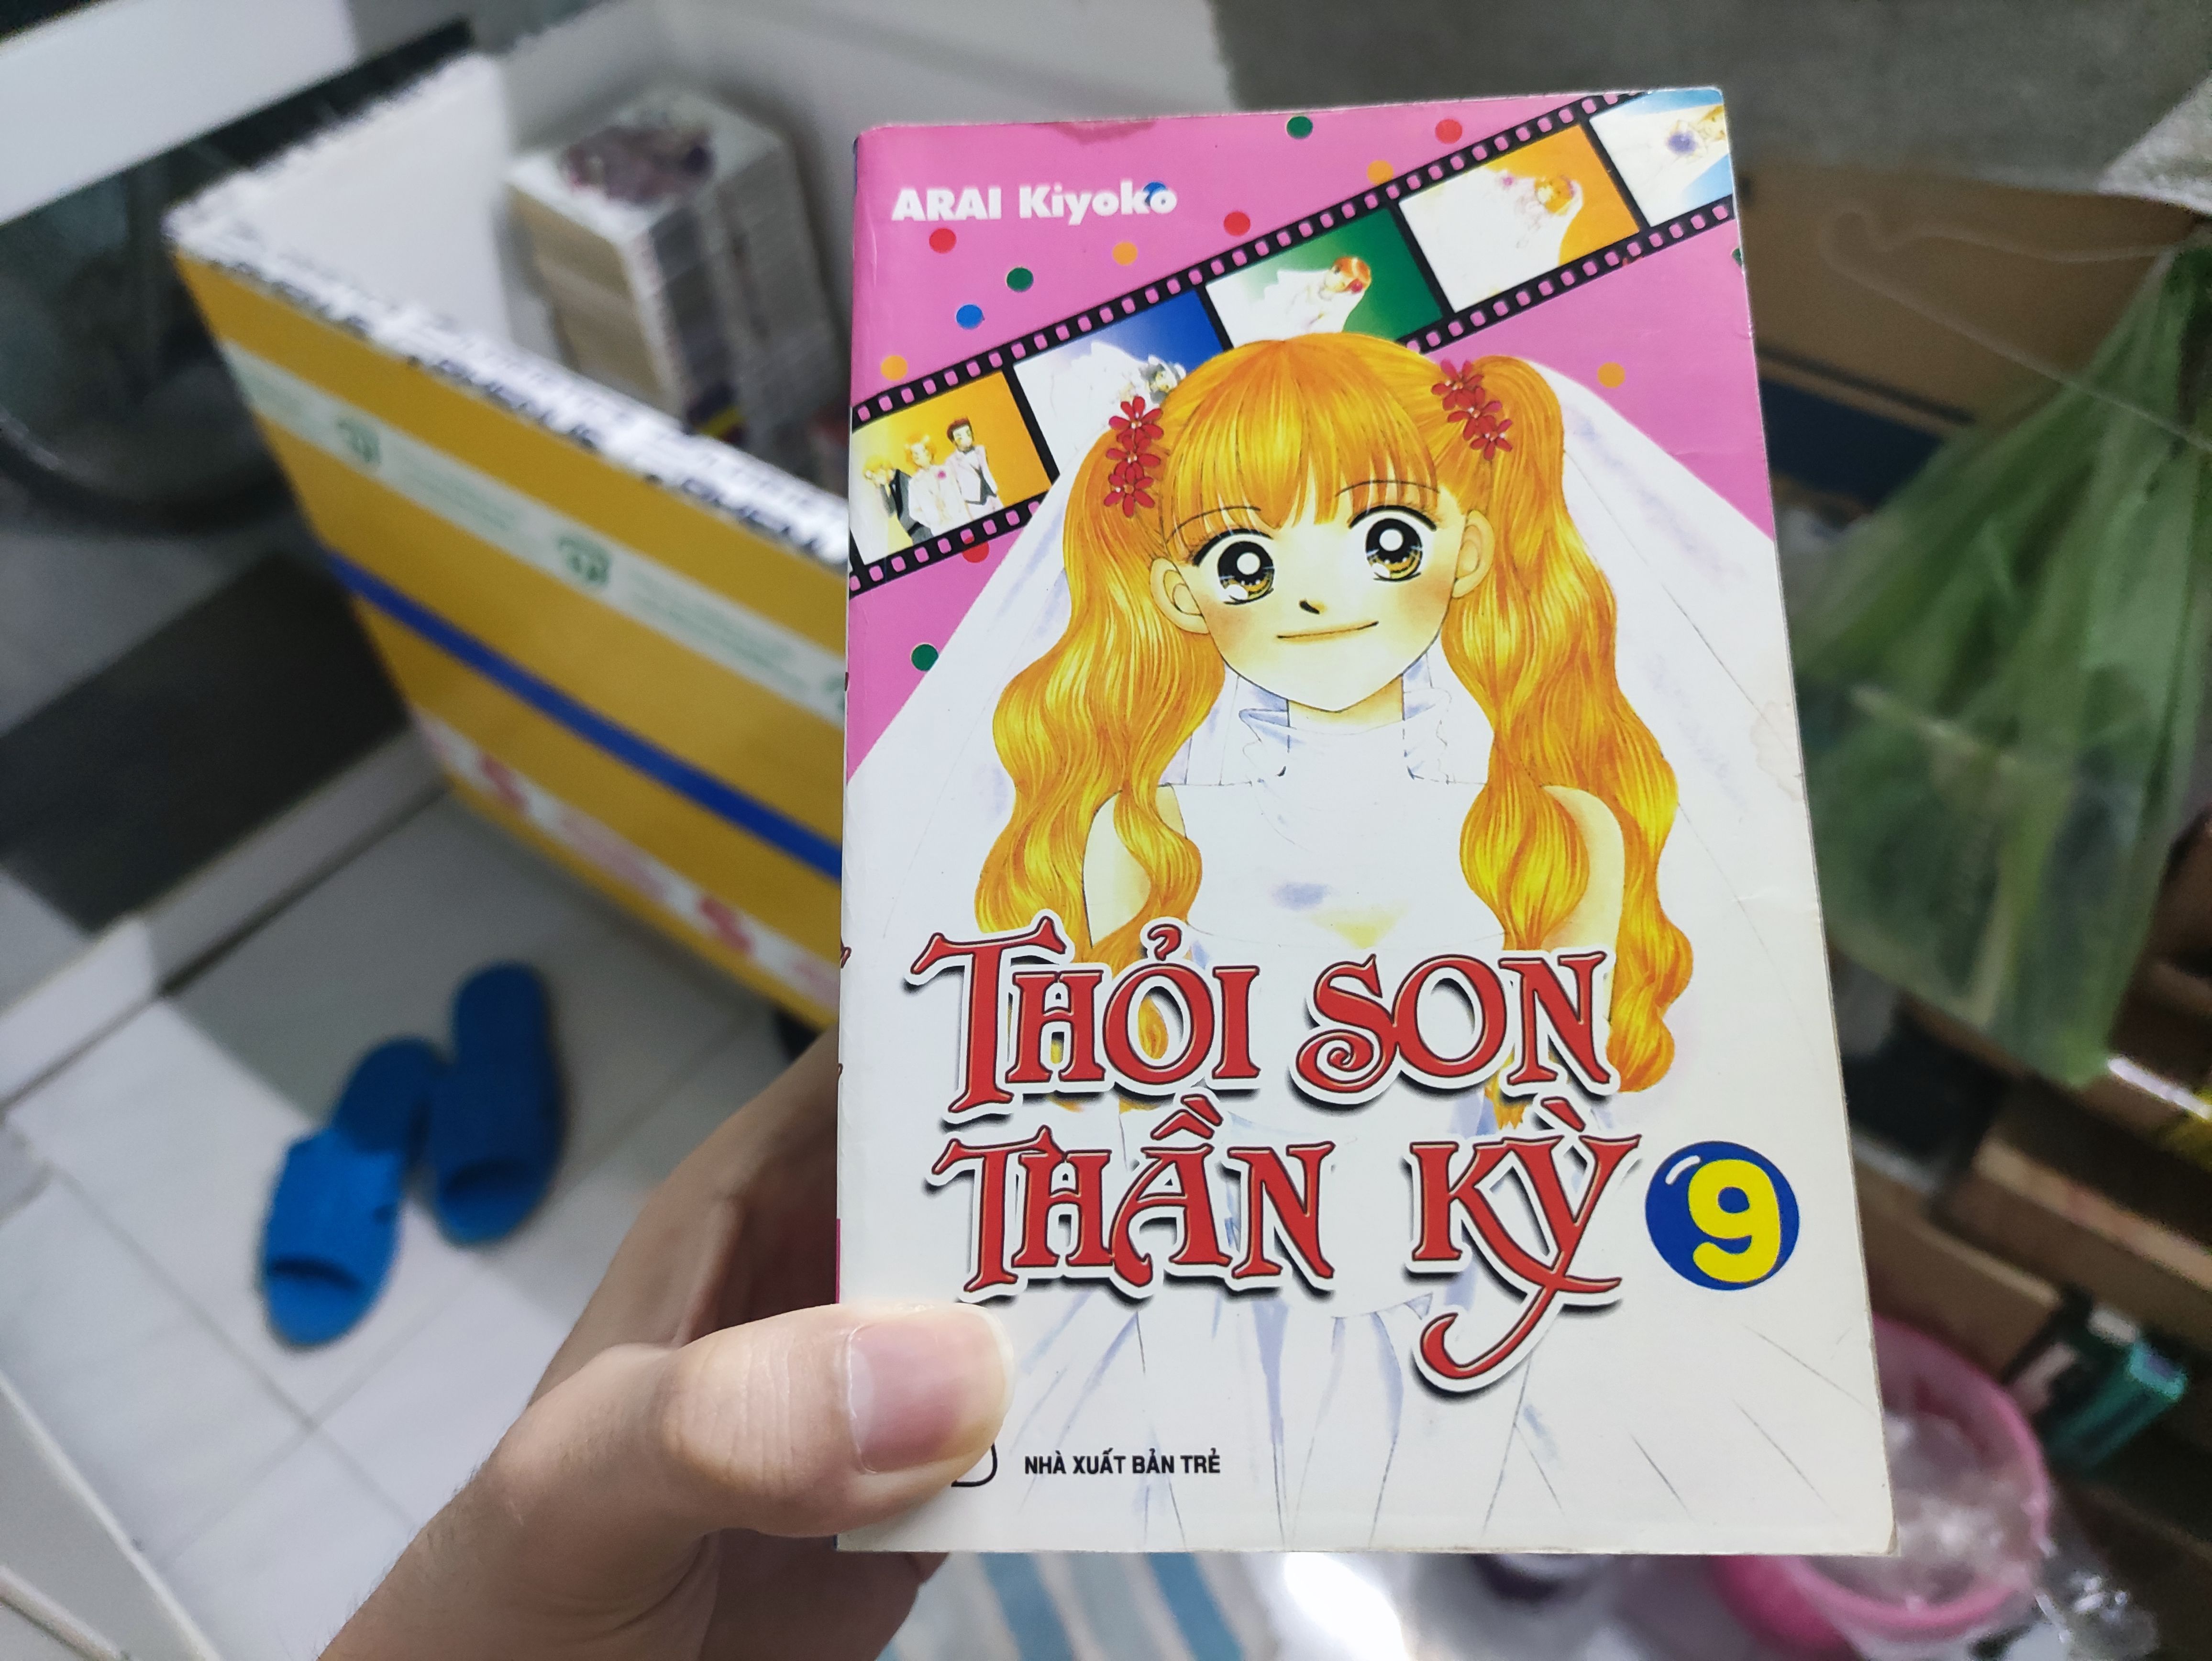 ARAI Kiyoko
THỎI SON
THẦN KỲ 9
NHÀ XUẤT BẢN TRẺ